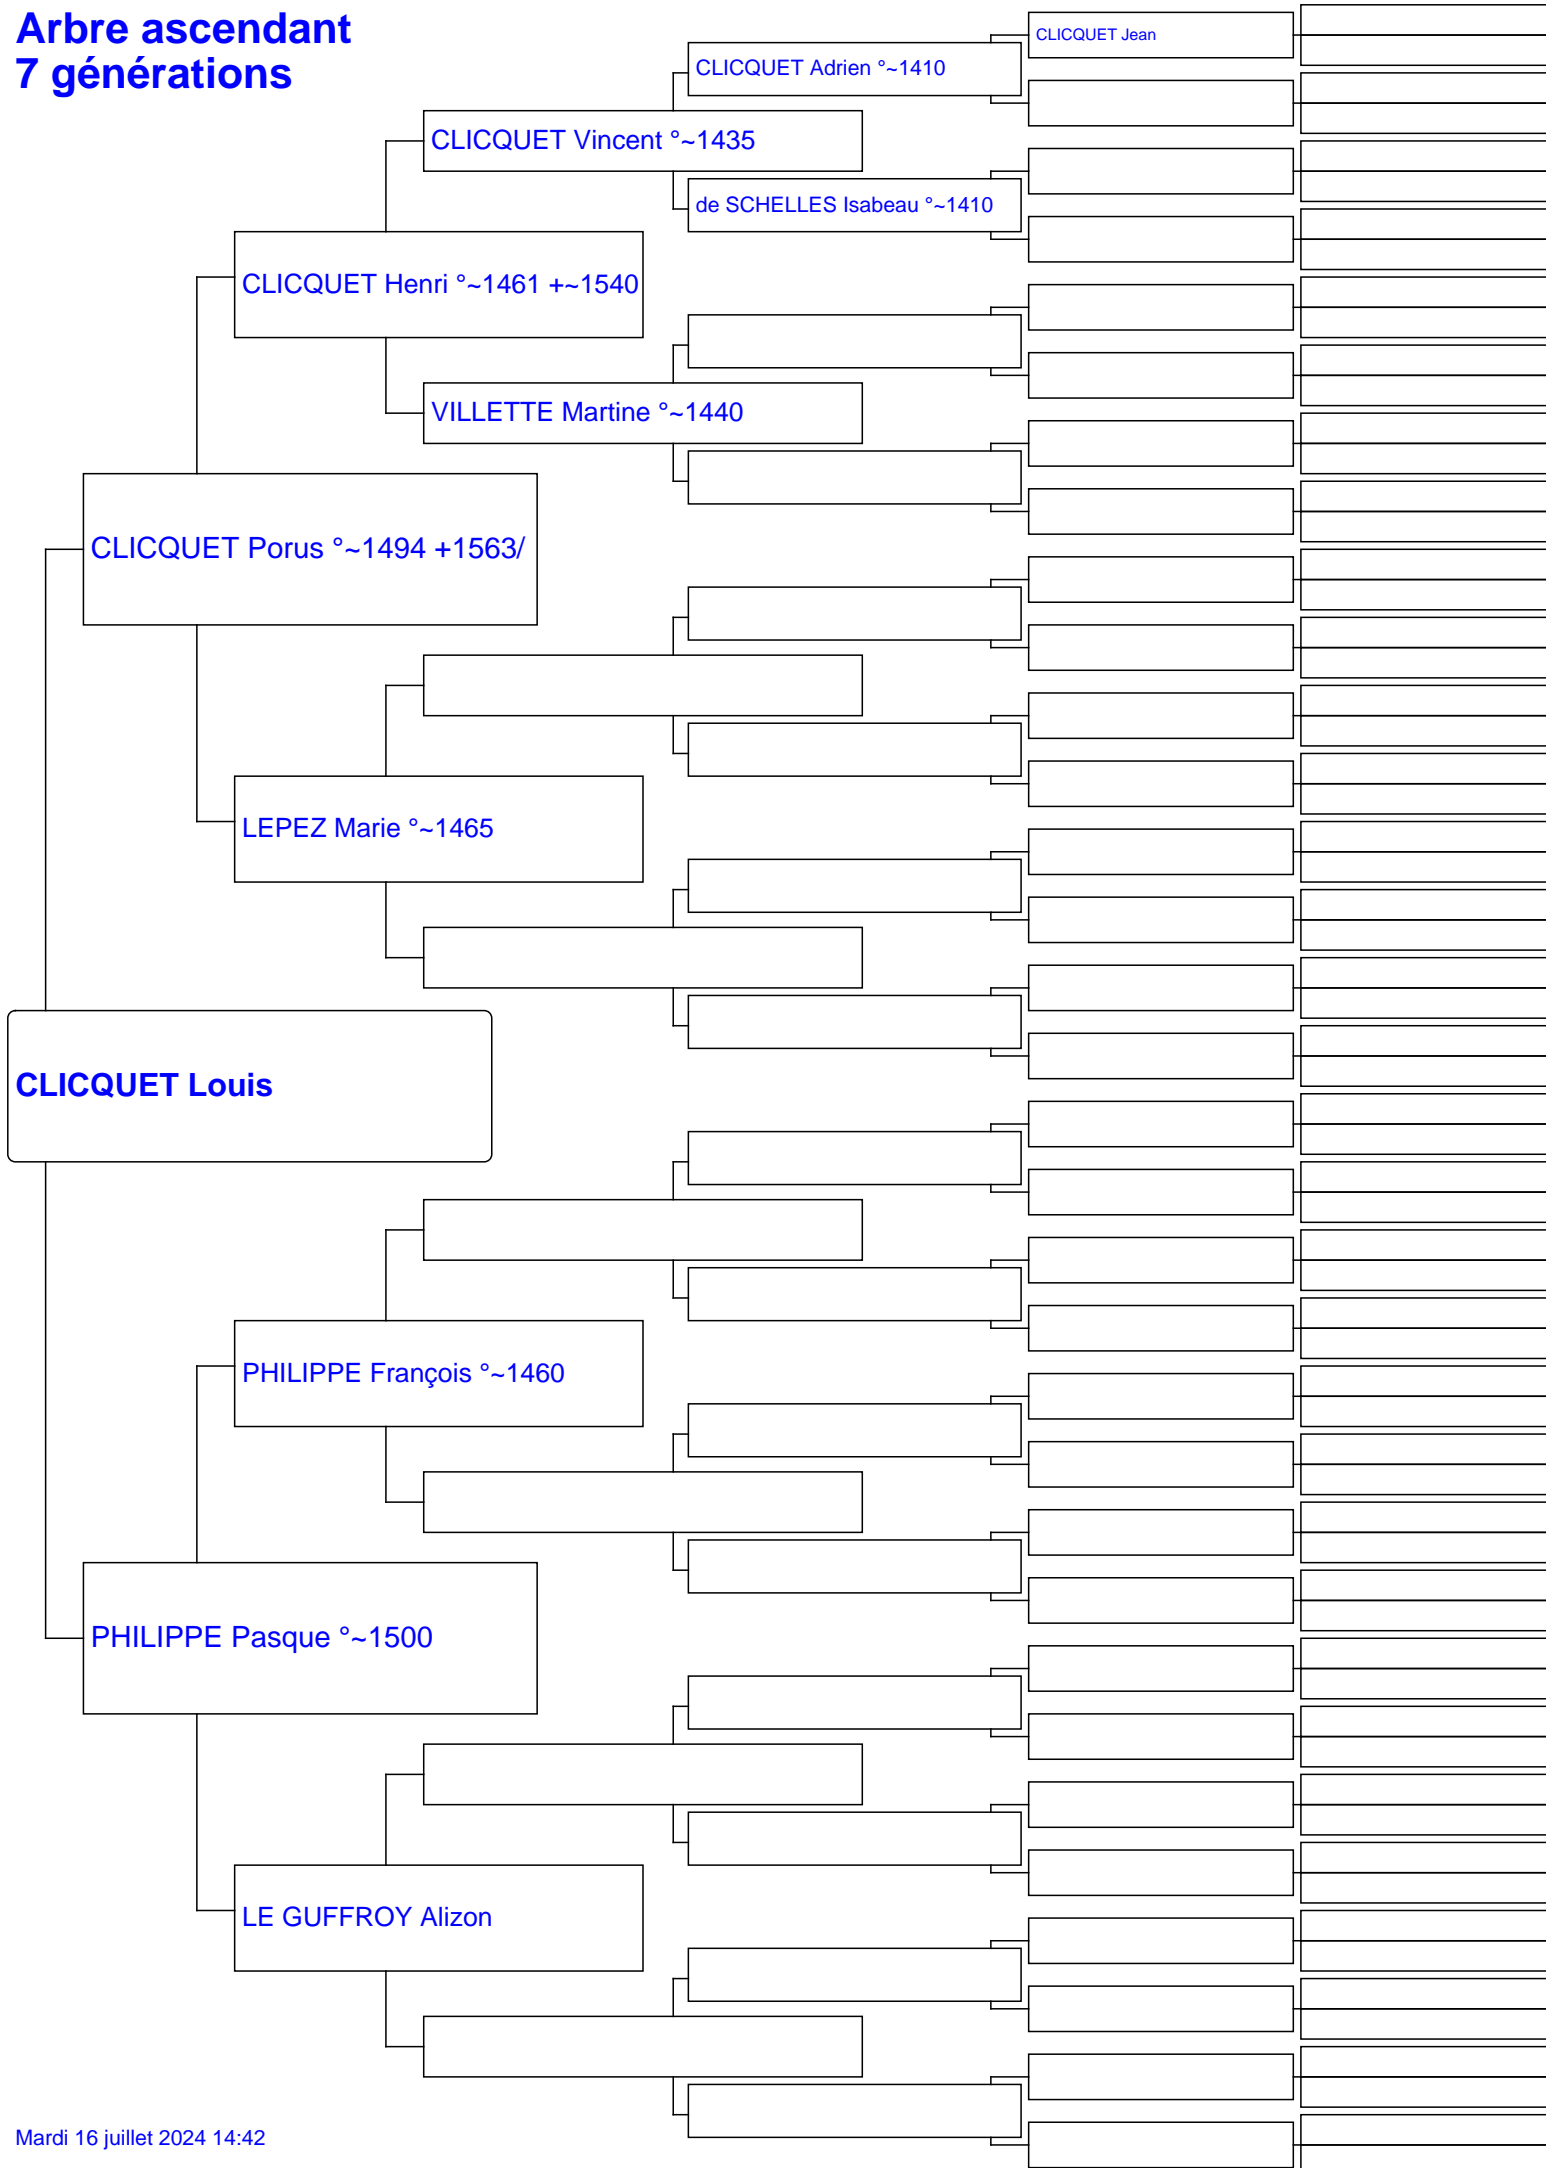 Arbre ascendant
7 générations
CLICQUET Jean
CLICQUET Adrien °~1410
CLICQUET Vincent °~1435
de SCHELLES Isabeau °~1410
CLICQUET Henri °~1461 +~1540
VILLETTE Martine °~1440
CLICQUET Porus °~1494 +1563/
LEPEZ Marie °~1465
CLICQUET Louis
PHILIPPE François °~1460
PHILIPPE Pasque °~1500
LE GUFFROY Alizon
Mardi 16 juillet 2024 14:42